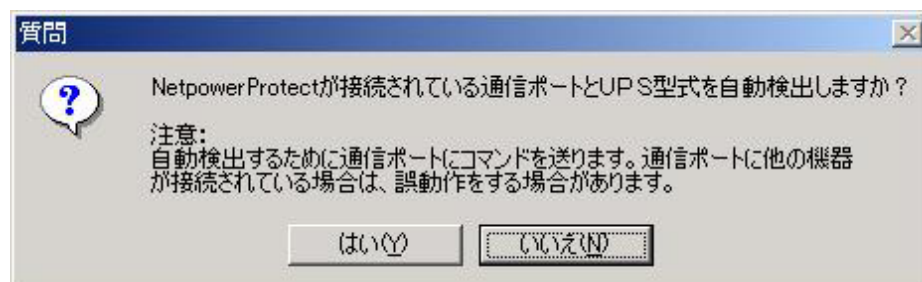 質問
NetpowerProtectが接続されている通信ポートとUPS型式を自動検出しますか？
注意:
自動検出するために通信ポートにコマンドを送ります。通信ポートに他の機器
が接続されている場合は、誤動作をする場合があります。
はい(Y) いいえ(N)